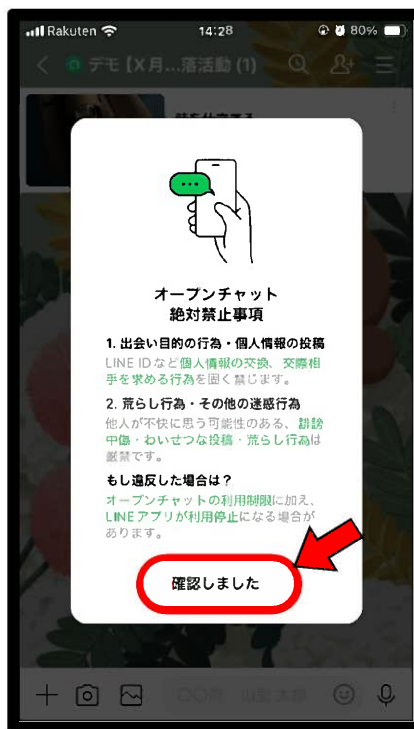 Rakuten 14:28 80%
デモ【X月...落活動 (1)
オープンチャット
絶対禁止事項
1. 出会い目的の行為・個人情報の投稿
LINE IDなど個人情報の交換、交際相
手を求める行為を固く禁じます。
2. 荒らし行為・その他の迷惑行為
他人が不快に思う可能性のある、誹謗
中傷・わいせつな投稿・荒らし行為は
厳禁です。
もし違反した場合は？
オープンチャットの利用制限に加え、
LINEアプリが利用停止になる場合が
あります。
確認しました